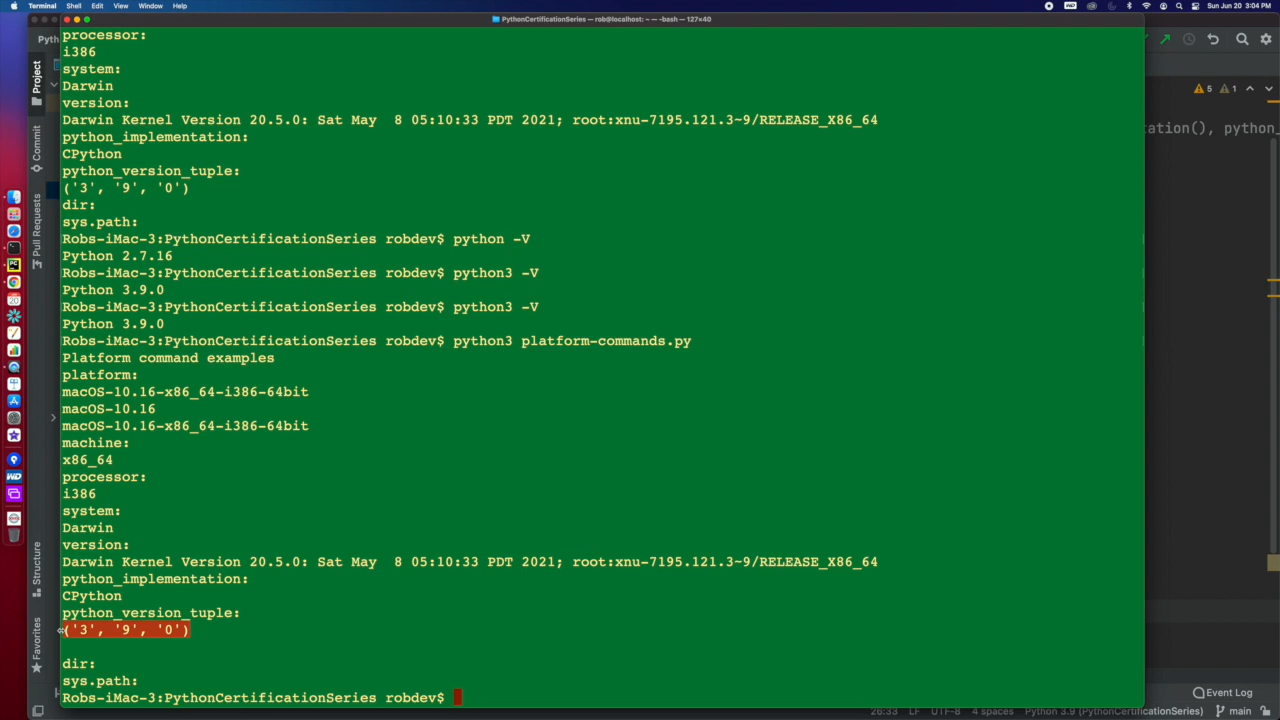 Terminal Shell Edit View Window Help
Sun Jun 20 3:04 PM
PythonCertificationSeries — rob@localhost: ~ — -bash — 127×40
Pyth
Project
Commit
Pull Requests
Structure
Favorites
processor:
i386
system:
Darwin
version:
Darwin Kernel Version 20.5.0: Sat May  8 05:10:33 PDT 2021; root:xnu-7195.121.3~9/RELEASE_X86_64
python_implementation:
CPython
python_version_tuple:
('3', '9', '0')
dir:
sys.path:
Robs-iMac-3:PythonCertificationSeries robdev$ python -V
Python 2.7.16
Robs-iMac-3:PythonCertificationSeries robdev$ python3 -V
Python 3.9.0
Robs-iMac-3:PythonCertificationSeries robdev$ python3 -V
Python 3.9.0
Robs-iMac-3:PythonCertificationSeries robdev$ python3 platform-commands.py
Platform command examples
platform:
macOS-10.16-x86_64-i386-64bit
macOS-10.16
macOS-10.16-x86_64-i386-64bit
machine:
x86_64
processor:
i386
system:
Darwin
version:
Darwin Kernel Version 20.5.0: Sat May  8 05:10:33 PDT 2021; root:xnu-7195.121.3~9/RELEASE_X86_64
python_implementation:
CPython
python_version_tuple:
('3', '9', '0')
dir:
sys.path:
Robs-iMac-3:PythonCertificationSeries robdev$
5 1
ation(), python_
Event Log
26:33 LF UTF-8 4 spaces Python 3.9 (PythonCertificationSeries) main